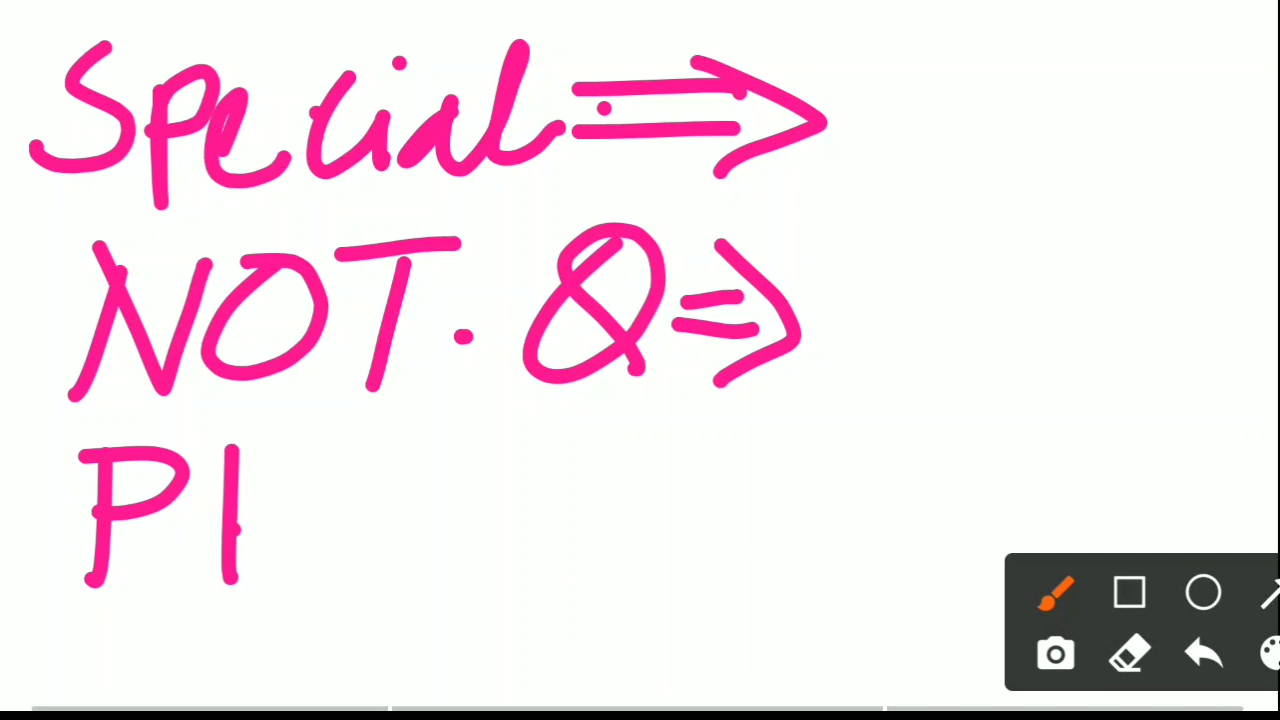 Special ⇒
NOT. & ⇒
PI